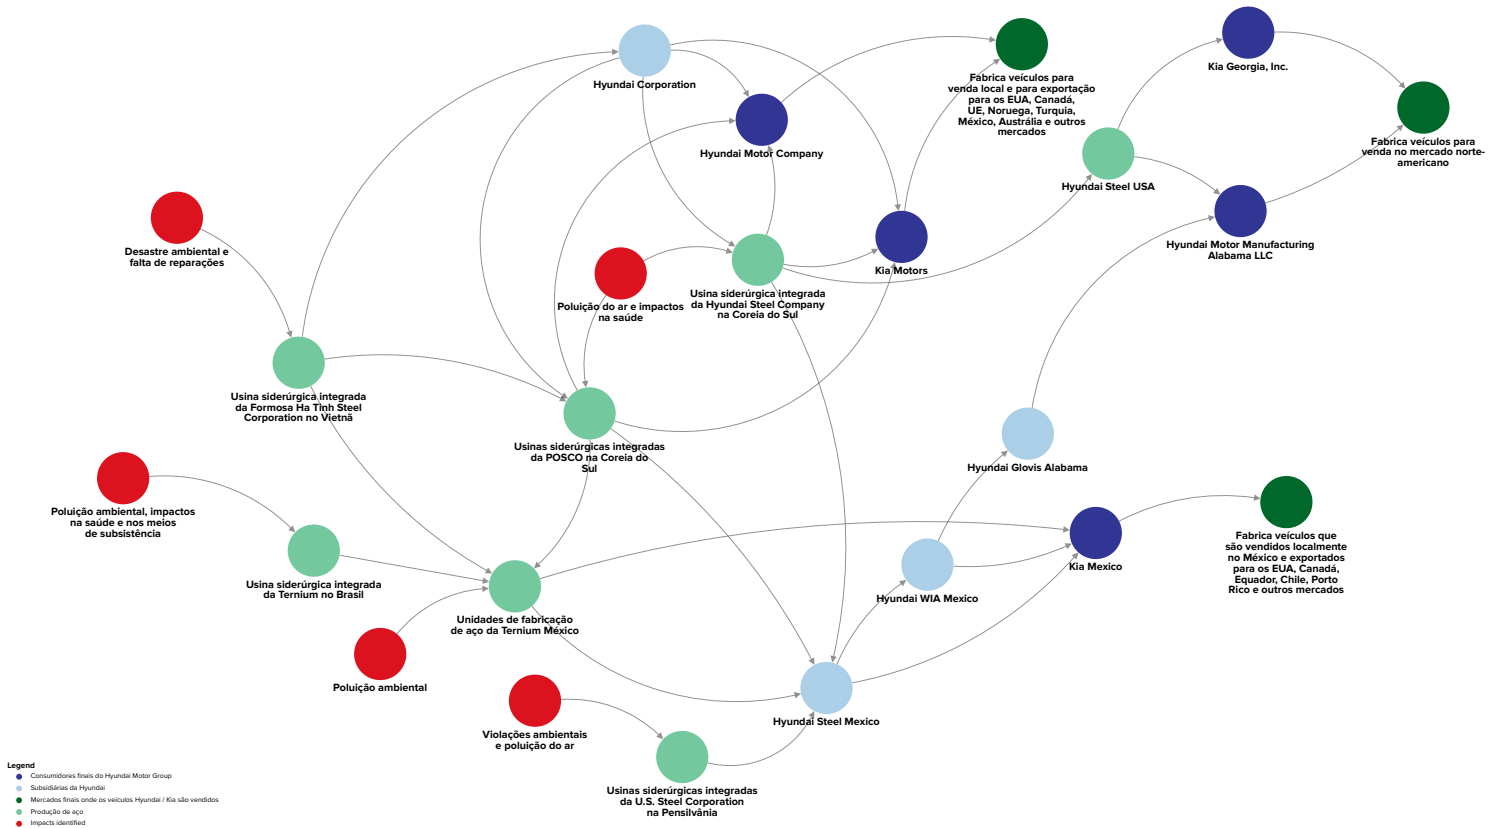 Hyundai Corporation
Fabrica veículos para
venda local e para exportação
para os EUA, Canadá,
UE, Noruega, Turquia,
México, Austrália e outros
mercados
Kia Georgia, Inc.
Fabrica veículos para
venda no mercado norte-
americano
Hyundai Motor Company
Hyundai Steel USA
Desastre ambiental e
falta de reparações
Hyundai Motor Manufacturing
Alabama LLC
Kia Motors
Usina siderúrgica integrada
da Hyundai Steel Company
na Coreia do Sul
Poluição do ar e impactos
na saúde
Usina siderúrgica integrada
da Formosa Ha Tinh Steel
Corporation no Vietnã
Usinas siderúrgicas integradas
da POSCO na Coreia do
Sul
Hyundai Glovis Alabama
Poluição ambiental, impactos
na saúde e nos meios
de subsistência
Fabrica veículos que
são vendidos localmente
no México e exportados
para os EUA, Canadá,
Equador, Chile, Porto
Rico e outros mercados
Kia Mexico
Usina siderúrgica integrada
da Ternium no Brasil
Hyundai WIA Mexico
Unidades de fabricação
de aço da Ternium México
Poluição ambiental
Hyundai Steel Mexico
Violações ambientais
e poluição do ar
Usinas siderúrgicas integradas
da U.S. Steel Corporation
na Pensilvânia
Legend
Consumidores finais do Hyundai Motor Group
Subsidiárias da Hyundai
Mercados finais onde os veículos Hyundai / Kia são vendidos
Produção de aço
Impacts identified